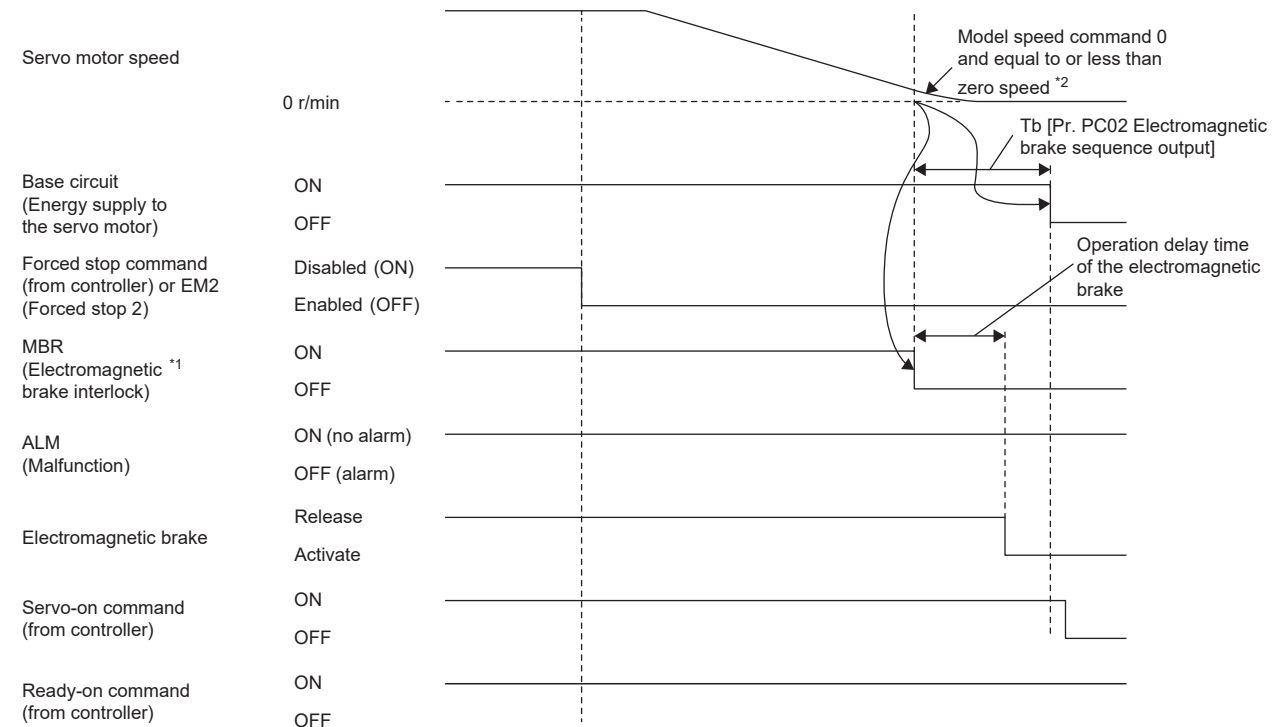 Servo motor speed
0 r/min
Model speed command 0
and equal to or less than
zero speed *2
Tb [Pr. PC02 Electromagnetic
brake sequence output]
Base circuit
(Energy supply to
the servo motor)
ON
OFF
Operation delay time
of the electromagnetic
brake
Forced stop command
(from controller) or EM2
(Forced stop 2)
Disabled (ON)
Enabled (OFF)
MBR
(Electromagnetic *1
brake interlock)
ON
OFF
ALM
(Malfunction)
ON (no alarm)
OFF (alarm)
Electromagnetic brake
Release
Activate
Servo-on command
(from controller)
ON
OFF
Ready-on command
(from controller)
ON
OFF